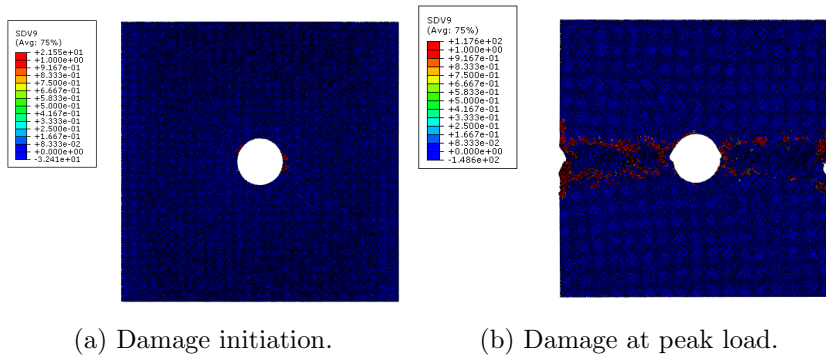 SDV9
(Avg: 75%)
+2.155e+01
+1.000e+00
+9.167e-01
+8.333e-01
+7.500e-01
+6.667e-01
+5.833e-01
+5.000e-01
+4.167e-01
+3.333e-01
+2.500e-01
+1.667e-01
+8.333e-02
+0.000e+00
-3.241e+01
SDV9
(Avg: 75%)
+1.176e+02
+1.000e+00
+9.167e-01
+8.333e-01
+7.500e-01
+6.667e-01
+5.833e-01
+5.000e-01
+4.167e-01
+3.333e-01
+2.500e-01
+1.667e-01
+8.333e-02
+0.000e+00
-1.486e+02
(a) Damage initiation.
(b) Damage at peak load.